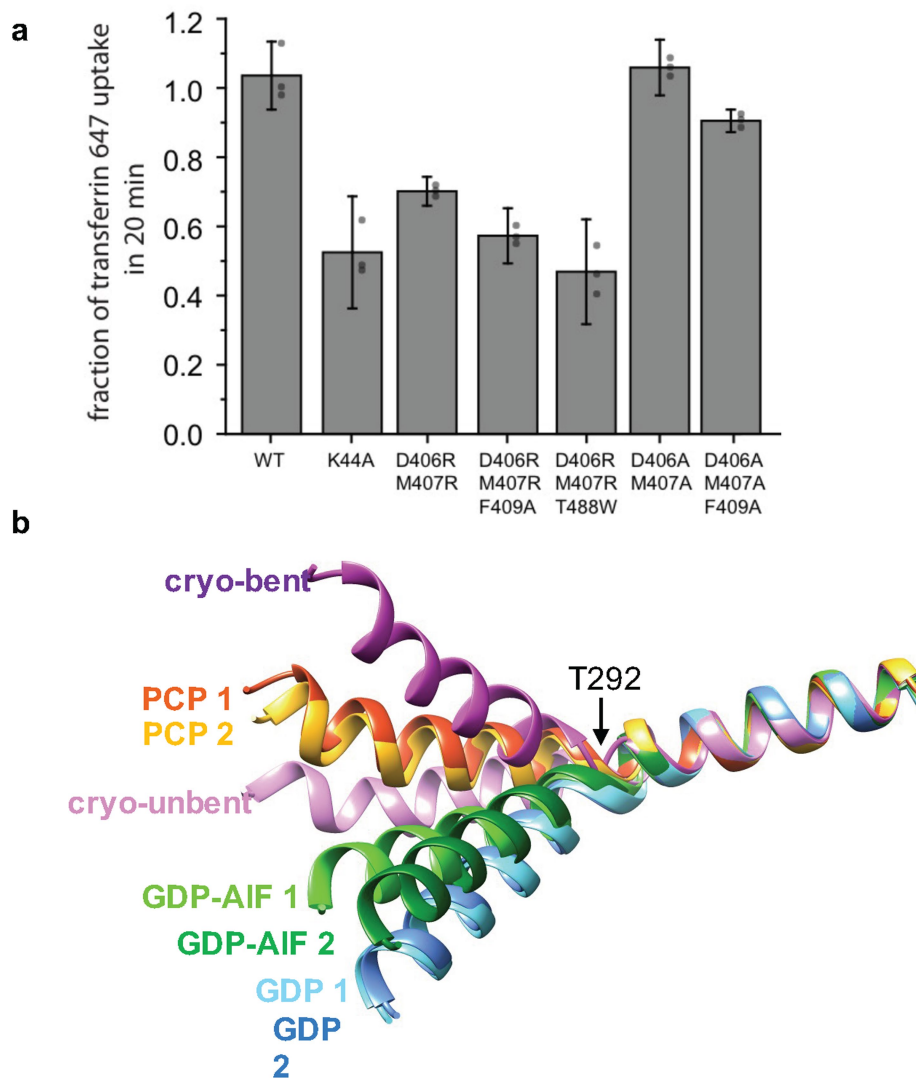 a
fraction of transferrin 647 uptake
in 20 min
1.2
1.0
0.8
0.6
0.4
0.2
0.0
WT
K44A
D406R
M407R
D406R
M407R
F409A
D406R
M407R
T488W
D406A
M407A
D406A
M407A
F409A
b
cryo-bent
T292
PCP 1
PCP 2
cryo-unbent
GDP-AlF 1
GDP-AlF 2
GDP 1
GDP
2